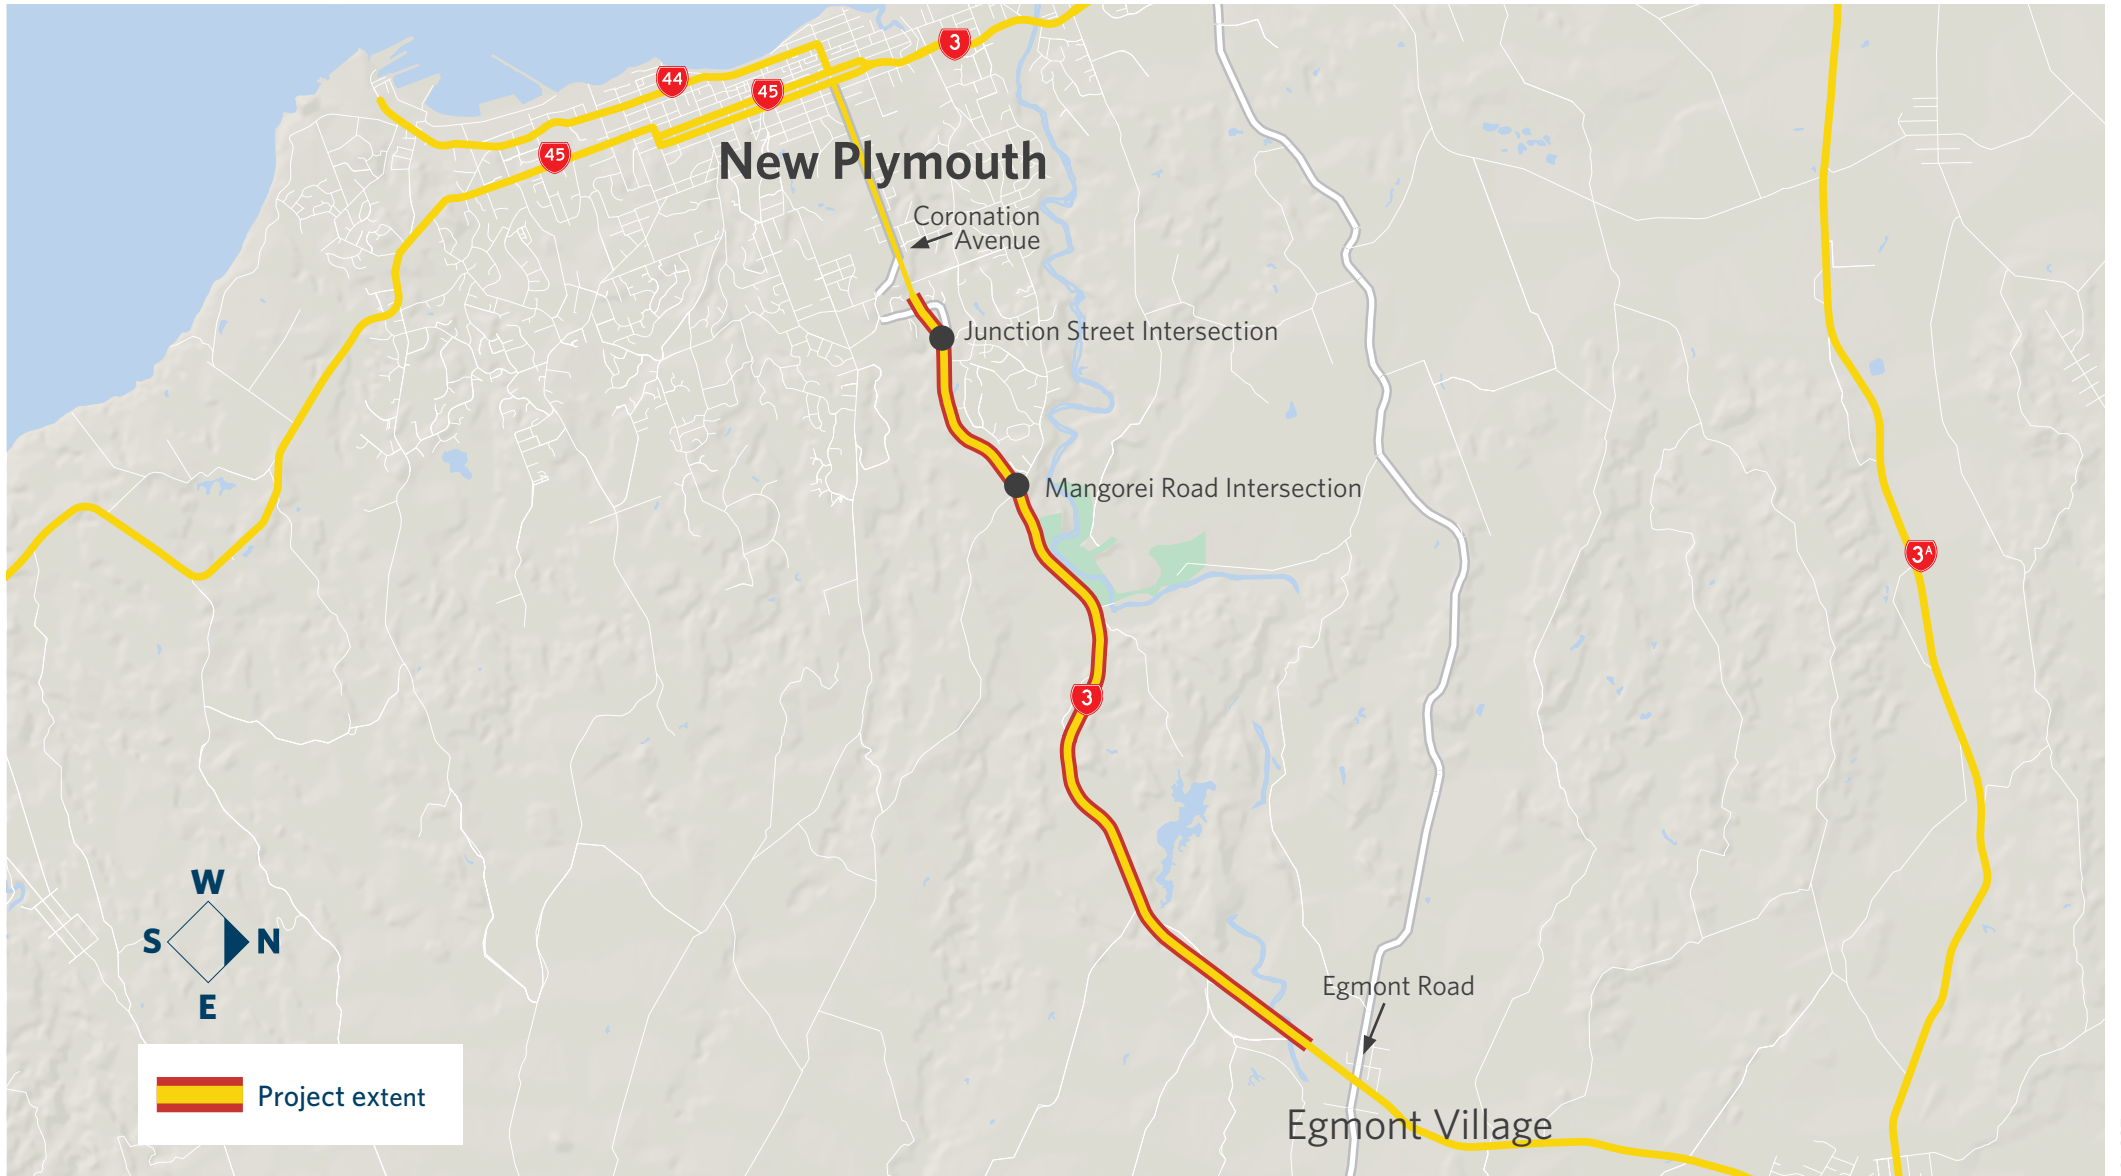 3
44
45
45
New Plymouth
Coronation
Avenue
Junction Street Intersection
Mangorei Road Intersection
3A
3
W
S
N
E
Egmont Road
Project extent
Egmont Village